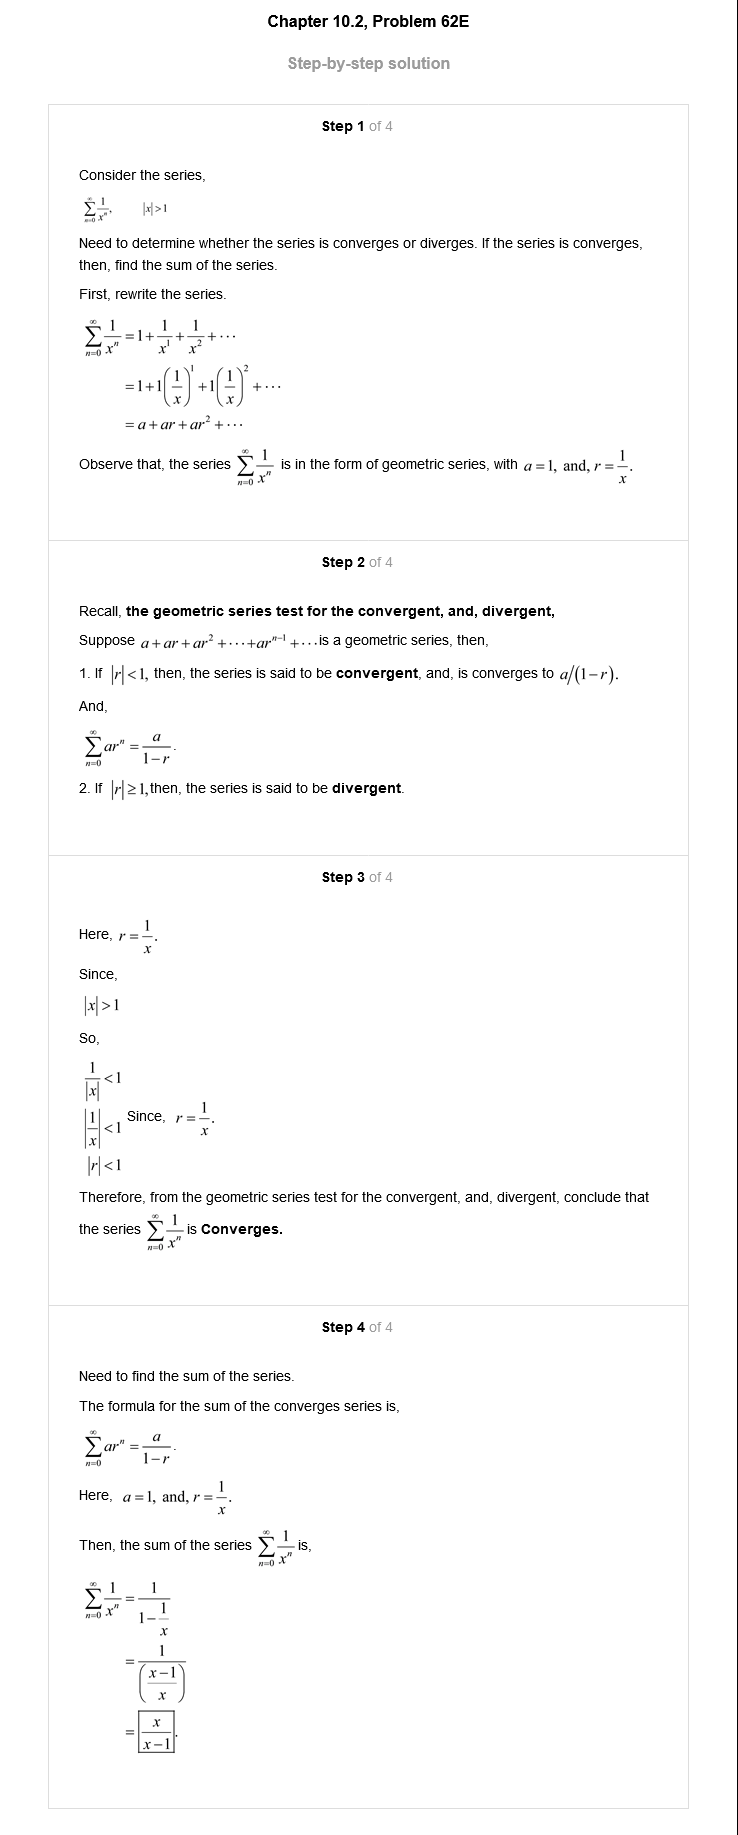 Chapter 10.2, Problem 62E
Step-by-step solution
Step 1 of 4
Consider the series,
$\sum_{n=0}^{\infty} \frac{1}{x^n}, \quad |x| > 1$
Need to determine whether the series is converges or diverges. If the series is converges,
then, find the sum of the series.
First, rewrite the series.
$\sum_{n=0}^{\infty} \frac{1}{x^n} = 1 + \frac{1}{x^1} + \frac{1}{x^2} + \cdots$
$= 1 + 1\left(\frac{1}{x}\right)^1 + 1\left(\frac{1}{x}\right)^2 + \cdots$
$= a + ar + ar^2 + \cdots$
Observe that, the series $\sum_{n=0}^{\infty} \frac{1}{x^n}$ is in the form of geometric series, with $a = 1$, and, $r = \frac{1}{x}$.
Step 2 of 4
Recall, the geometric series test for the convergent, and, divergent,
Suppose $a + ar + ar^2 + \cdots + ar^{n-1} + \cdots$ is a geometric series, then,
1. If $|r| < 1$, then, the series is said to be convergent, and, is converges to $a/(1-r)$.
And,
$\sum_{n=0}^{\infty} ar^n = \frac{a}{1-r}$.
2. If $|r| \geq 1$, then, the series is said to be divergent.
Step 3 of 4
Here, $r = \frac{1}{x}$.
Since,
$|x| > 1$
So,
$\frac{1}{|x|} < 1$
$\left|\frac{1}{x}\right| < 1$ Since, $r = \frac{1}{x}$.
$|r| < 1$
Therefore, from the geometric series test for the convergent, and, divergent, conclude that
the series $\sum_{n=0}^{\infty} \frac{1}{x^n}$ is Converges.
Step 4 of 4
Need to find the sum of the series.
The formula for the sum of the converges series is,
$\sum_{n=0}^{\infty} ar^n = \frac{a}{1-r}$.
Here, $a = 1$, and, $r = \frac{1}{x}$.
Then, the sum of the series $\sum_{n=0}^{\infty} \frac{1}{x^n}$ is,
$\sum_{n=0}^{\infty} \frac{1}{x^n} = \frac{1}{1 - \frac{1}{x}}$
$= \frac{1}{\left(\frac{x-1}{x}\right)}$
$= \boxed{\frac{x}{x-1}}$.